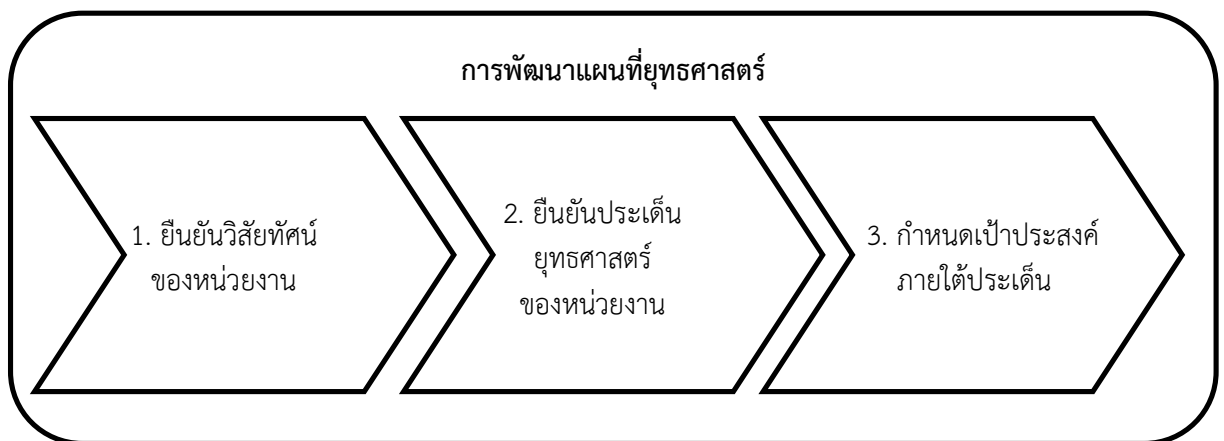 การพัฒนาแผนที่ยุทธศาสตร์
1. ยืนยันวิสัยทัศน์
ของหน่วยงาน
2. ยืนยันประเด็น
ยุทธศาสตร์
ของหน่วยงาน
3. กำหนดเป้าประสงค์
ภายใต้ประเด็น